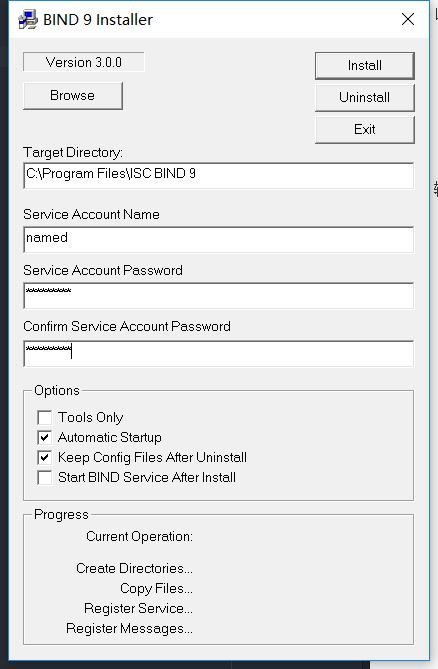 BIND 9 Installer
Version 3.0.0
Install
Browse
Uninstall
Exit
Target Directory:
C:\Program Files\ISC BIND 9
Service Account Name
named
Service Account Password
**********
Confirm Service Account Password
**********
Options
Tools Only
Automatic Startup
Keep Config Files After Uninstall
Start BIND Service After Install
Progress
Current Operation:
Create Directories...
Copy Files...
Register Service...
Register Messages...